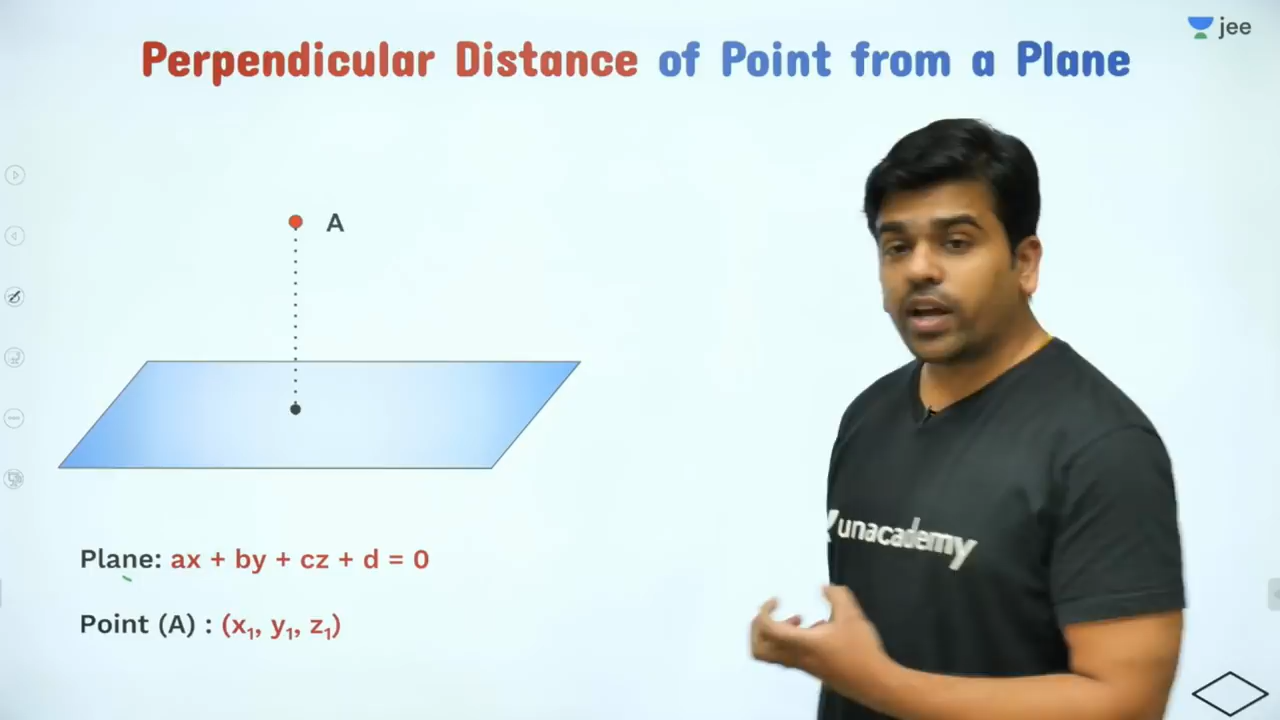 jee
Perpendicular Distance of Point from a Plane
A
unacademy
Plane: ax + by + cz + d = 0
Point (A) : (x₁, y₁, z₁)